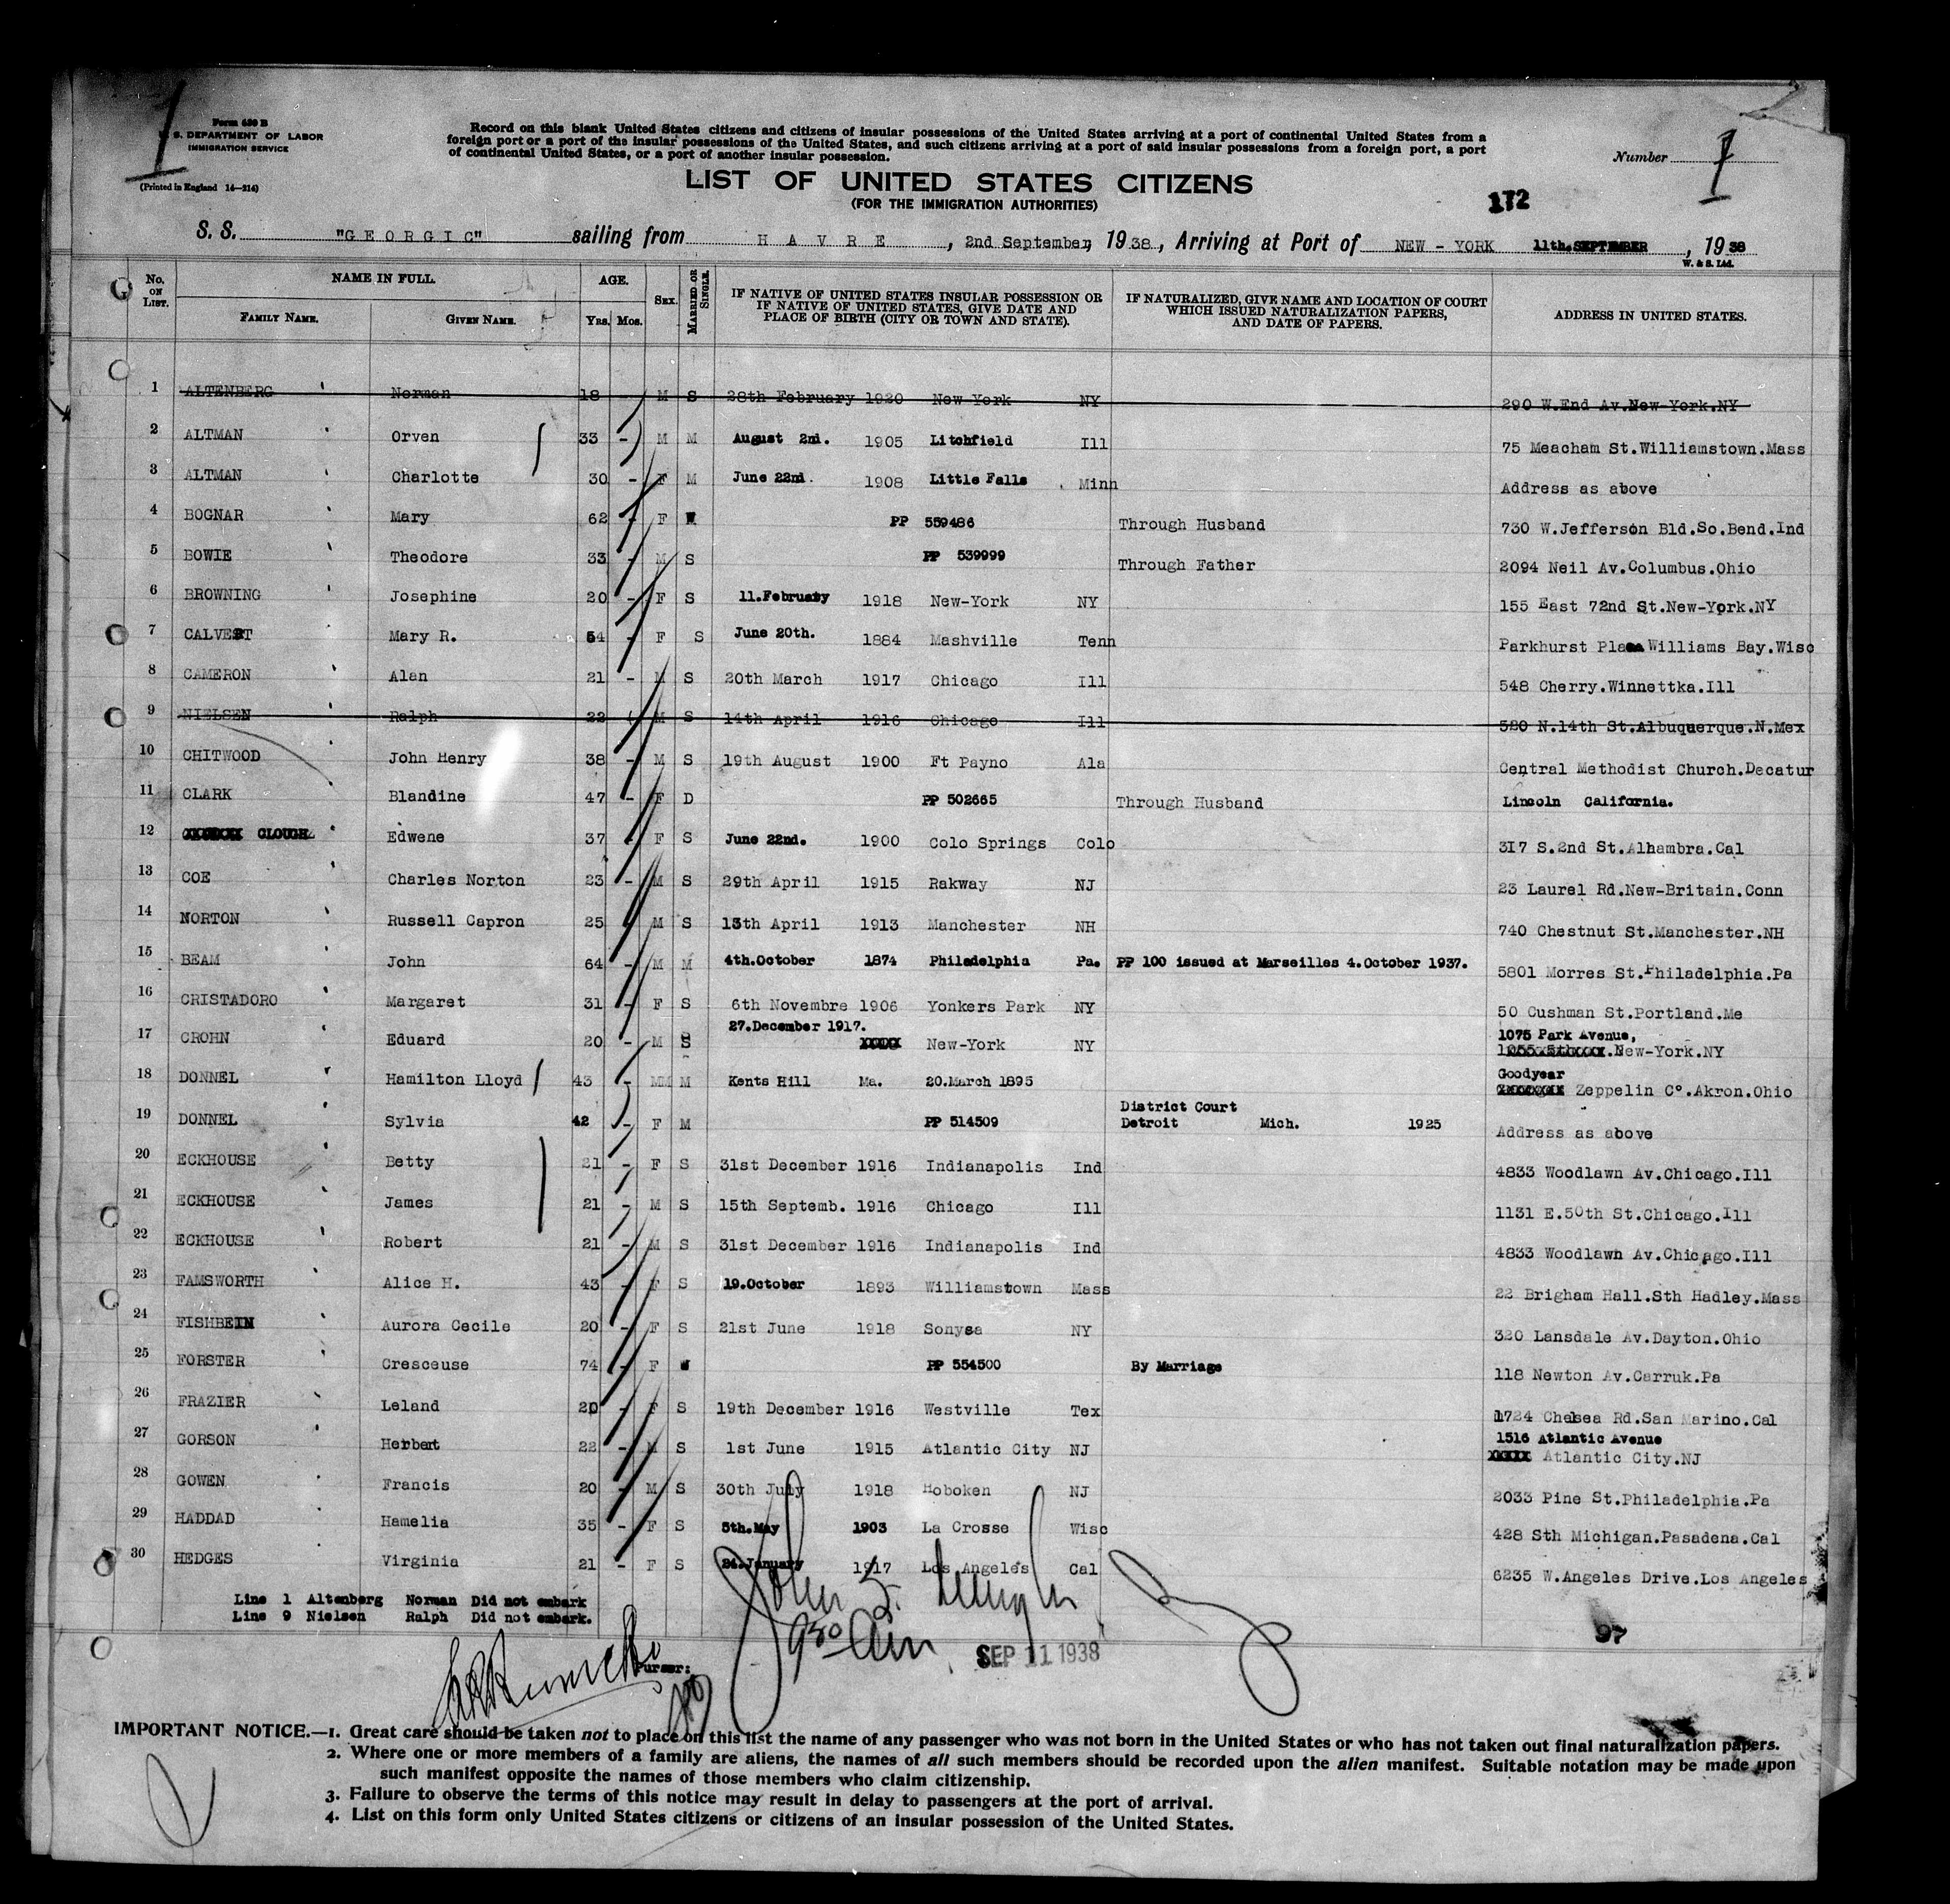 Form 630 B
U. S. DEPARTMENT OF LABOR
IMMIGRATION SERVICE
(Printed in England 14—214)
Record on this blank United States citizens and citizens of insular possessions of the United States arriving at a port of continental United States from a
foreign port or a port of the insular possessions of the United States, and such citizens arriving at a port of said insular possessions from a foreign port, a port
of continental United States, or a port of another insular possession.
Number 1
LIST OF UNITED STATES CITIZENS
(FOR THE IMMIGRATION AUTHORITIES)
172
S. S. "GEORGIC" sailing from HAVRE, 2nd September, 1938, Arriving at Port of NEW - YORK 11th.SEPTEMBER, 1938
W. & S. Ltd.
No. ON LIST. NAME IN FULL. FAMILY NAME. GIVEN NAME. AGE. Yrs. Mos. SEX. MARRIED OR SINGLE. IF NATIVE OF UNITED STATES INSULAR POSSESSION OR IF NATIVE OF UNITED STATES, GIVE DATE AND PLACE OF BIRTH (CITY OR TOWN AND STATE). IF NATURALIZED, GIVE NAME AND LOCATION OF COURT WHICH ISSUED NATURALIZATION PAPERS, AND DATE OF PAPERS. ADDRESS IN UNITED STATES.
1 ALTENBERG Norman 18 - M S 28th February 1920 New-York NY 290 W.End Av.New-York.NY
2 ALTMAN Orven 33 - M M August 2nd. 1905 Litchfield Ill 75 Meacham St.Williamstown.Mass
3 ALTMAN Charlotte 30 - F M June 22nd. 1908 Little Falls Minn Address as above
4 BOGNAR Mary 62 - F W PP 559486 Through Husband 730 W.Jefferson Bld.So.Bend.Ind
5 BOWIE Theodore 33 - M S PP 539999 Through Father 2094 Neil Av.Columbus.Ohio
6 BROWNING Josephine 20 - F S 11.February 1918 New-York NY 155 East 72nd St.New-York.NY
7 CALVERT Mary R. 54 - F S June 20th. 1884 Mashville Tenn Parkhurst Place Williams Bay.Wisc
8 CAMERON Alan 21 - M S 20th March 1917 Chicago Ill 548 Cherry.Winnettka.Ill
9 NIELSEN Ralph 22 M S 14th April 1916 Chicago Ill 580 N.14th St.Albuquerque.N.Mex
10 CHITWOOD John Henry 38 - M S 19th August 1900 Ft Payno Ala Central Methodist Church.Decatur
11 CLARK Blandine 47 - F D PP 502665 Through Husband Lincoln California.
12 CLOUGH Edwene 37 - F S June 22nd. 1900 Colo Springs Colo 317 S.2nd St.Alhambra.Cal
13 COE Charles Norton 23 - M S 29th April 1915 Rakway NJ 23 Laurel Rd.New-Britain.Conn
14 NORTON Russell Capron 25 M S 13th April 1913 Manchester NH 740 Chestnut St.Manchester.NH
15 BEAM John 64 - M M 4th.October 1874 Philadelphia Pa. PP 100 issued at Marseilles 4.October 1937. 5801 Morres St.Philadelphia.Pa
16 CRISTADORO Margaret 31 - F S 6th Novembre 1906 Yonkers Park NY 50 Cushman St.Portland.Me
17 CROHN Eduard 20 - M S 27.December 1917. New-York NY 1075 Park Avenue, New-York.NY
18 DONNEL Hamilton Lloyd 43 - M M Kents Hill Ma. 20.March 1895 Goodyear Zeppelin C°.Akron.Ohio
19 DONNEL Sylvia 42 - F M PP 514509 District Court Detroit Mich. 1925 Address as above
20 ECKHOUSE Betty 21 - F S 31st December 1916 Indianapolis Ind 4833 Woodlawn Av.Chicago.Ill
21 ECKHOUSE James 21 - M S 15th Septemb. 1916 Chicago Ill 1131 E.50th St.Chicago.Ill
22 ECKHOUSE Robert 21 - M S 31st December 1916 Indianapolis Ind 4833 Woodlawn Av.Chicago.Ill
23 FAMSWORTH Alice H. 43 - F S 19.October 1893 Williamstown Mass 22 Brigham Hall.Sth Hadley.Mass
24 FISHBEIN Aurora Cecile 20 - F S 21st June 1918 Sonysa NY 320 Lansdale Av.Dayton.Ohio
25 FORSTER Cresceuse 74 - F W PP 554500 By Marriage 118 Newton Av.Carruk.Pa
26 FRAZIER Leland 20 - F S 19th December 1916 Westville Tex 1724 Chelsea Rd.San Marino.Cal
27 GORSON Herbert 22 - M S 1st June 1915 Atlantic City NJ 1516 Atlantic Avenue Atlantic City.NJ
28 GOWEN Francis 20 - M S 30th July 1918 Hoboken NJ 2033 Pine St.Philadelphia.Pa
29 HADDAD Hamelia 35 - F S 5th.May 1903 La Crosse Wisc 428 Sth Michigan.Pasadena.Cal
30 HEDGES Virginia 21 - F S 24.January 1917 Los Angeles Cal 6235 W.Angeles Drive.Los Angeles
Line 1 Altenberg Norman Did not embark
Line 9 Nielsen Ralph Did not embark.
John S.
930 Am
97
SEP 11 1938
Purser:
IMPORTANT NOTICE.—1. Great care should be taken not to place on this list the name of any passenger who was not born in the United States or who has not taken out final naturalization papers.
2. Where one or more members of a family are aliens, the names of all such members should be recorded upon the alien manifest. Suitable notation may be made upon
such manifest opposite the names of those members who claim citizenship.
3. Failure to observe the terms of this notice may result in delay to passengers at the port of arrival.
4. List on this form only United States citizens or citizens of an insular possession of the United States.